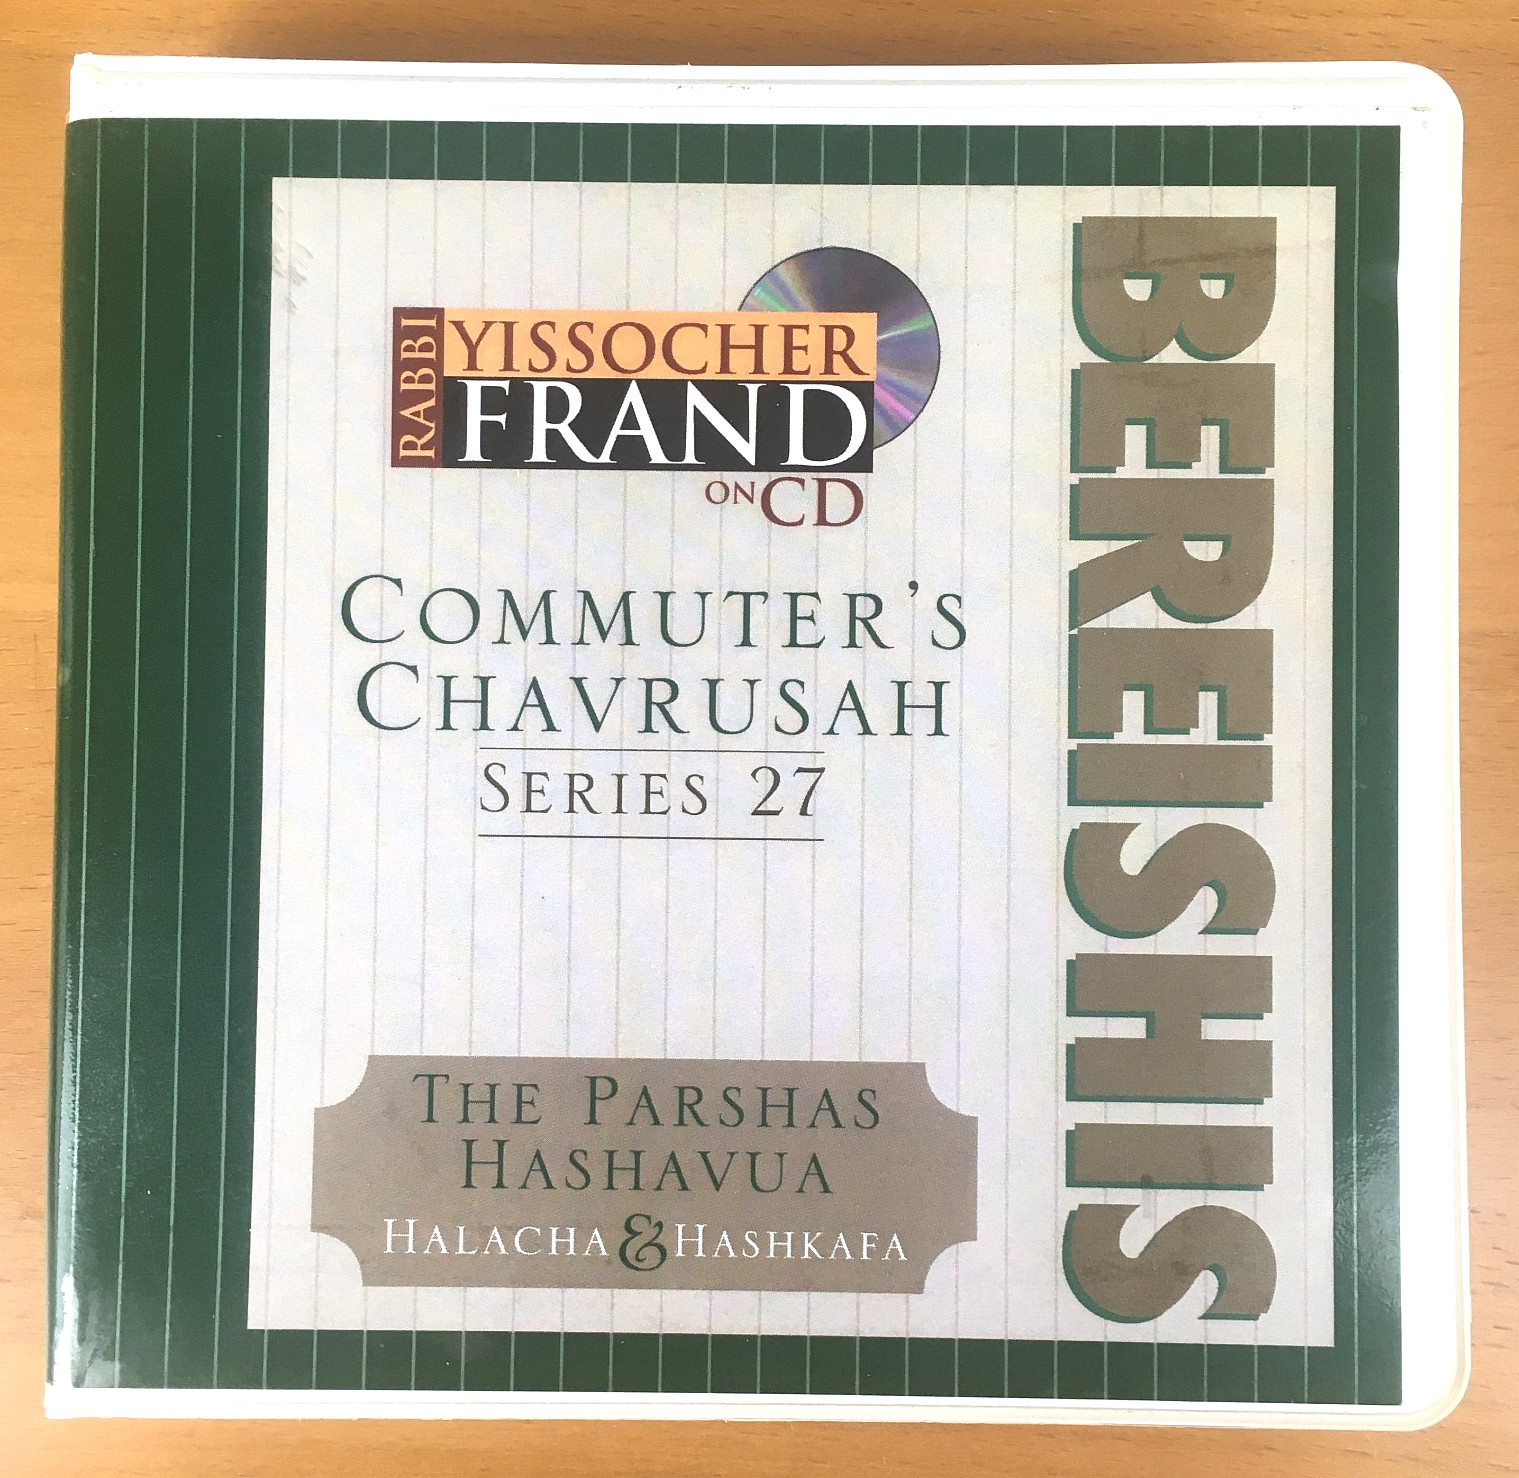 RABBI
YISSOCHER
FRAND
ON CD
COMMUTER'S
CHAVRUSAH
SERIES 27
THE PARSHAS
HASHAVUA
HALACHA & HASHKAFA
BEREISHIS